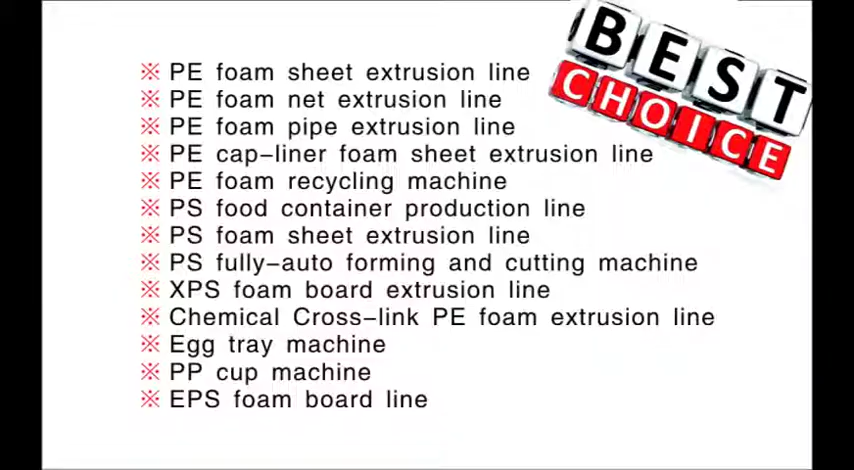 BEST
CHOICE
※ PE foam sheet extrusion line
※ PE foam net extrusion line
※ PE foam pipe extrusion line
※ PE cap-liner foam sheet extrusion line
※ PE foam recycling machine
※ PS food container production line
※ PS foam sheet extrusion line
※ PS fully-auto forming and cutting machine
※ XPS foam board extrusion line
※ Chemical Cross-link PE foam extrusion line
※ Egg tray machine
※ PP cup machine
※ EPS foam board line